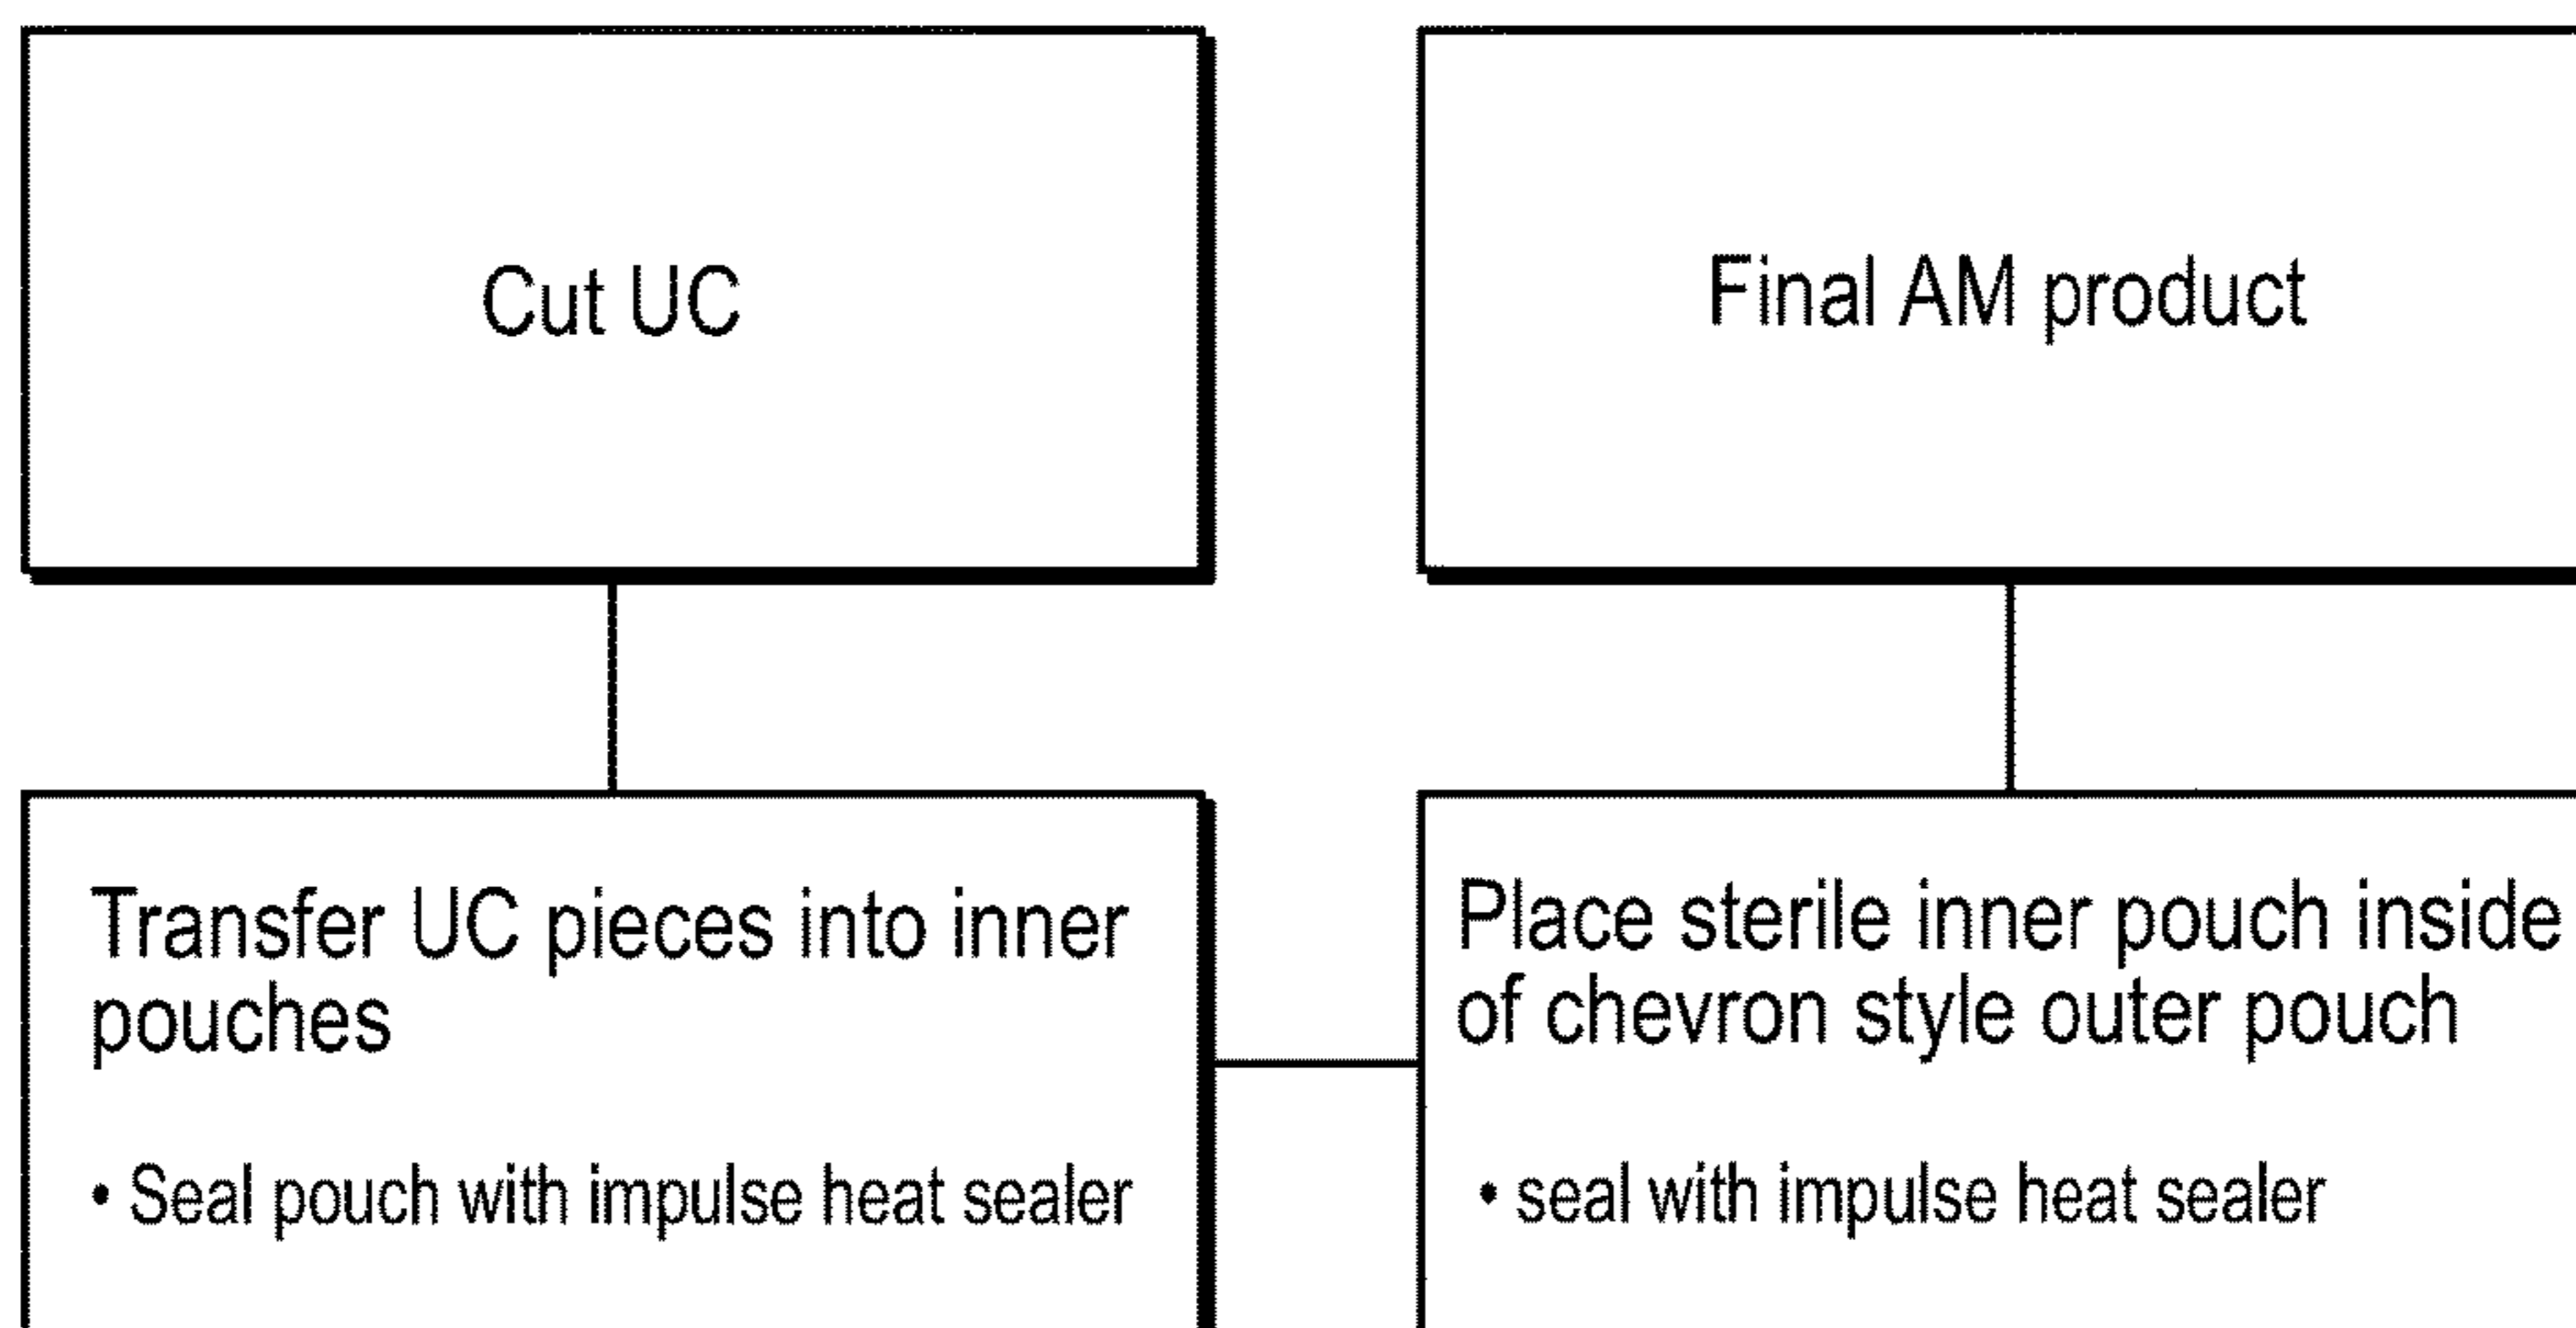 Cut UC
Final AM product
Transfer UC pieces into inner
pouches
• Seal pouch with impulse heat sealer
Place sterile inner pouch inside
of chevron style outer pouch
• seal with impulse heat sealer